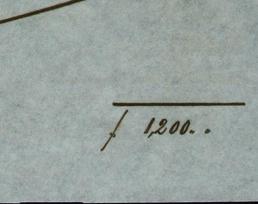 ƒ 1,200. .